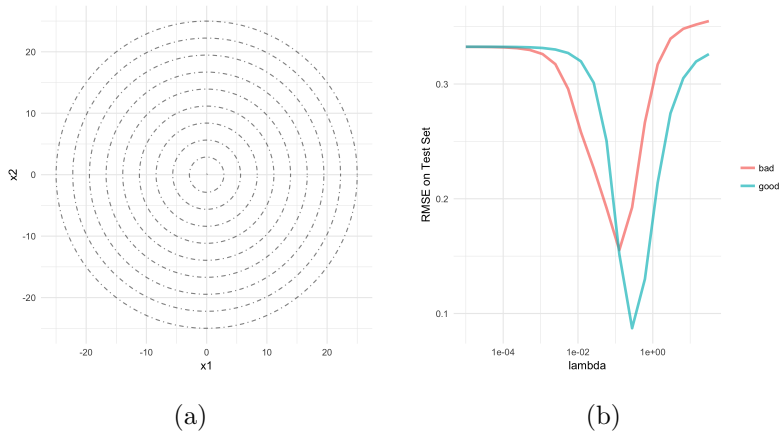 20
10
0
-10
-20
x2
-20 -10 0 10 20
x1
(a)
0.3
0.2
0.1
RMSE on Test Set
1e-04 1e-02 1e+00
lambda
bad
good
(b)